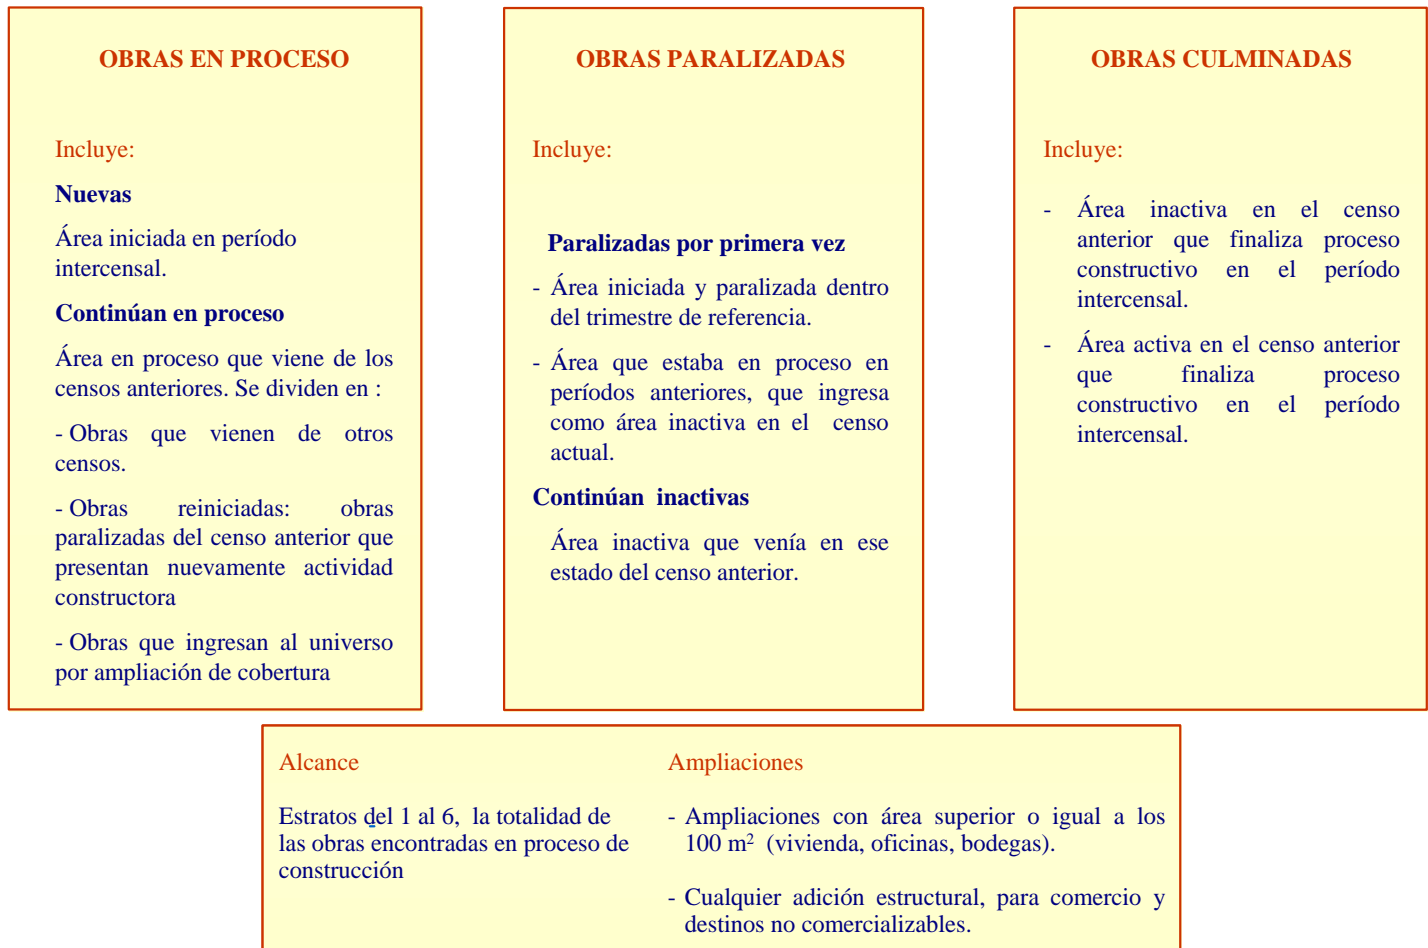 OBRAS EN PROCESO
Incluye:
Nuevas
Área iniciada en período
intercensal.
Continúan en proceso
Área en proceso que viene de los
censos anteriores. Se dividen en :
- Obras que vienen de otros
censos.
- Obras reiniciadas: obras
paralizadas del censo anterior que
presentan nuevamente actividad
constructora
- Obras que ingresan al universo
por ampliación de cobertura
OBRAS PARALIZADAS
Incluye:
Paralizadas por primera vez
- Área iniciada y paralizada dentro
del trimestre de referencia.
- Área que estaba en proceso en
períodos anteriores, que ingresa
como área inactiva en el censo
actual.
Continúan inactivas
Área inactiva que venía en ese
estado del censo anterior.
OBRAS CULMINADAS
Incluye:
- Área inactiva en el censo
anterior que finaliza proceso
constructivo en el período
intercensal.
- Área activa en el censo anterior
que finaliza proceso
constructivo en el período
intercensal.
Alcance
Estratos del 1 al 6, la totalidad de
las obras encontradas en proceso de
construcción
Ampliaciones
- Ampliaciones con área superior o igual a los
100 m² (vivienda, oficinas, bodegas).
- Cualquier adición estructural, para comercio y
destinos no comercializables.